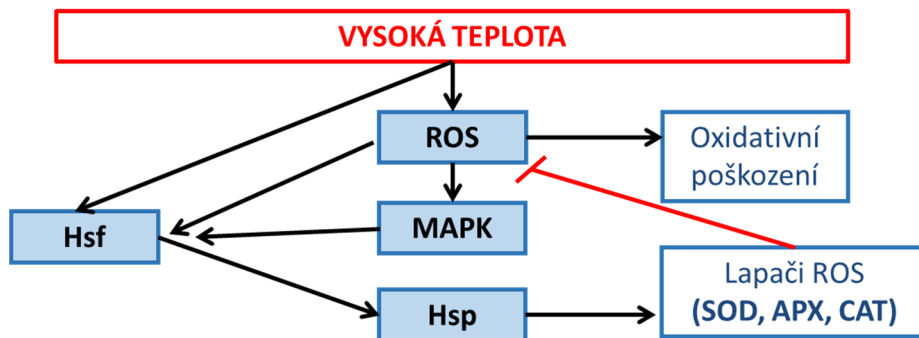 VYSOKÁ TEPLOTA
ROS
Oxidativní
poškození
Hsf
MAPK
Lapači ROS
(SOD, APX, CAT)
Hsp